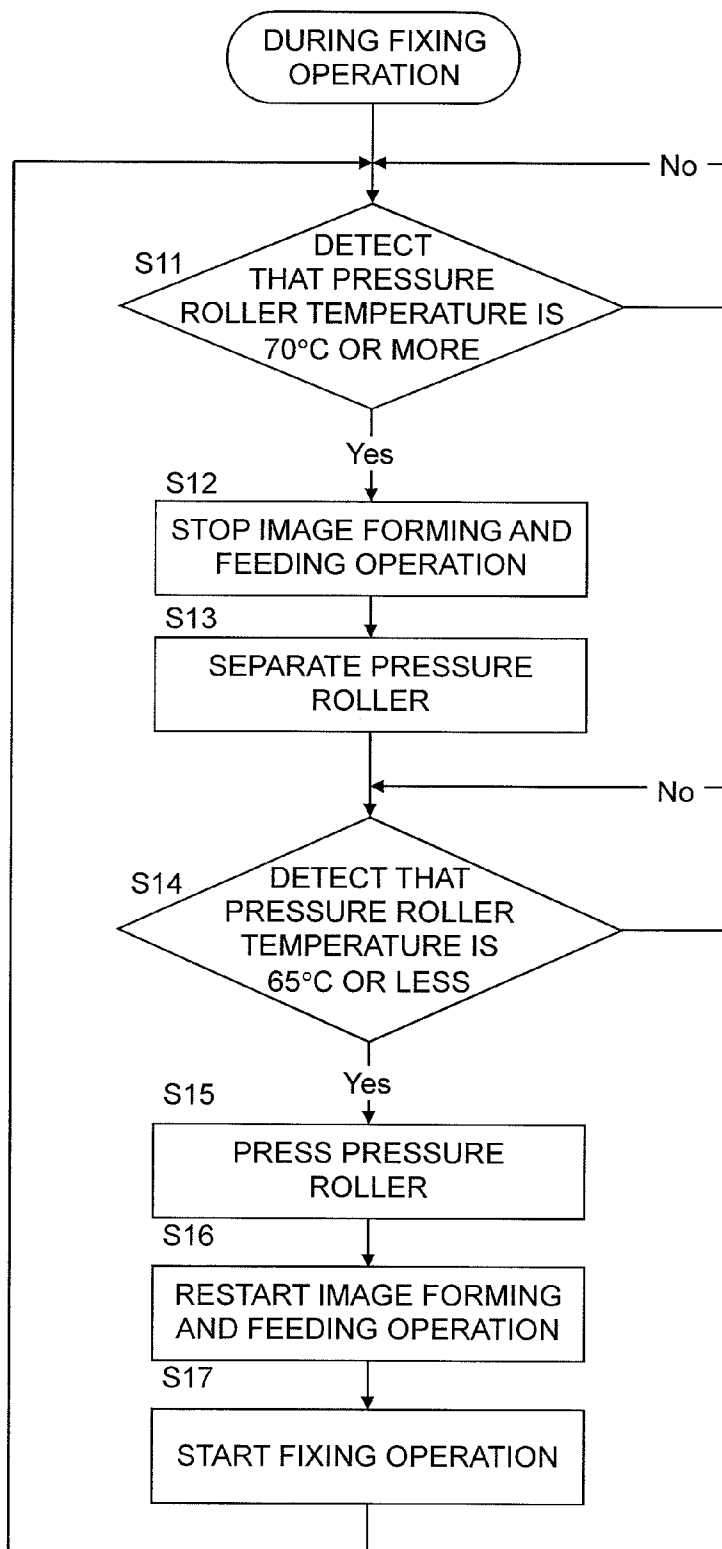 DURING FIXING
OPERATION
No
S11
DETECT
THAT PRESSURE
ROLLER TEMPERATURE IS
70°C OR MORE
Yes
S12
STOP IMAGE FORMING AND
FEEDING OPERATION
S13
SEPARATE PRESSURE
ROLLER
No
S14
DETECT THAT
PRESSURE ROLLER
TEMPERATURE IS
65°C OR LESS
Yes
S15
PRESS PRESSURE
ROLLER
S16
RESTART IMAGE FORMING
AND FEEDING OPERATION
S17
START FIXING OPERATION